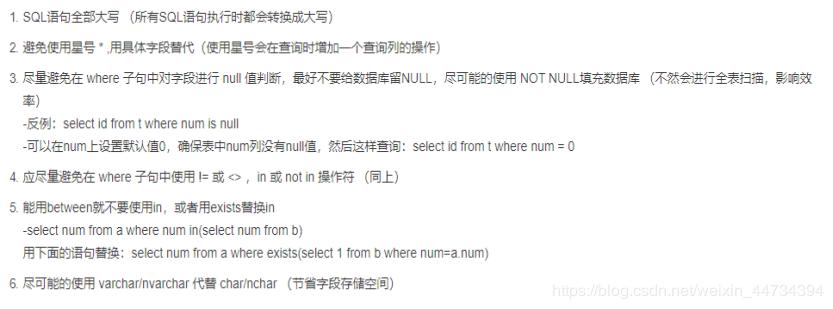 1. SQL语句全部大写 （所有SQL语句执行时都会转换成大写）
2. 避免使用星号 * ,用具体字段替代（使用星号会在查询时增加一个查询列的操作）
3. 尽量避免在 where 子句中对字段进行 null 值判断，最好不要给数据库留NULL，尽可能的使用 NOT NULL填充数据库 （不然会进行全表扫描，影响效
率）
-反例：select id from t where num is null
-可以在num上设置默认值0，确保表中num列没有null值，然后这样查询：select id from t where num = 0
4. 应尽量避免在 where 子句中使用 != 或 <> ，in 或 not in 操作符 （同上）
5. 能用between就不要使用in，或者用exists替换in
-select num from a where num in(select num from b)
用下面的语句替换：select num from a where exists(select 1 from b where num=a.num)
6. 尽可能的使用 varchar/nvarchar 代替 char/nchar （节省字段存储空间）
https://blog.csdn.net/weixin_44734394